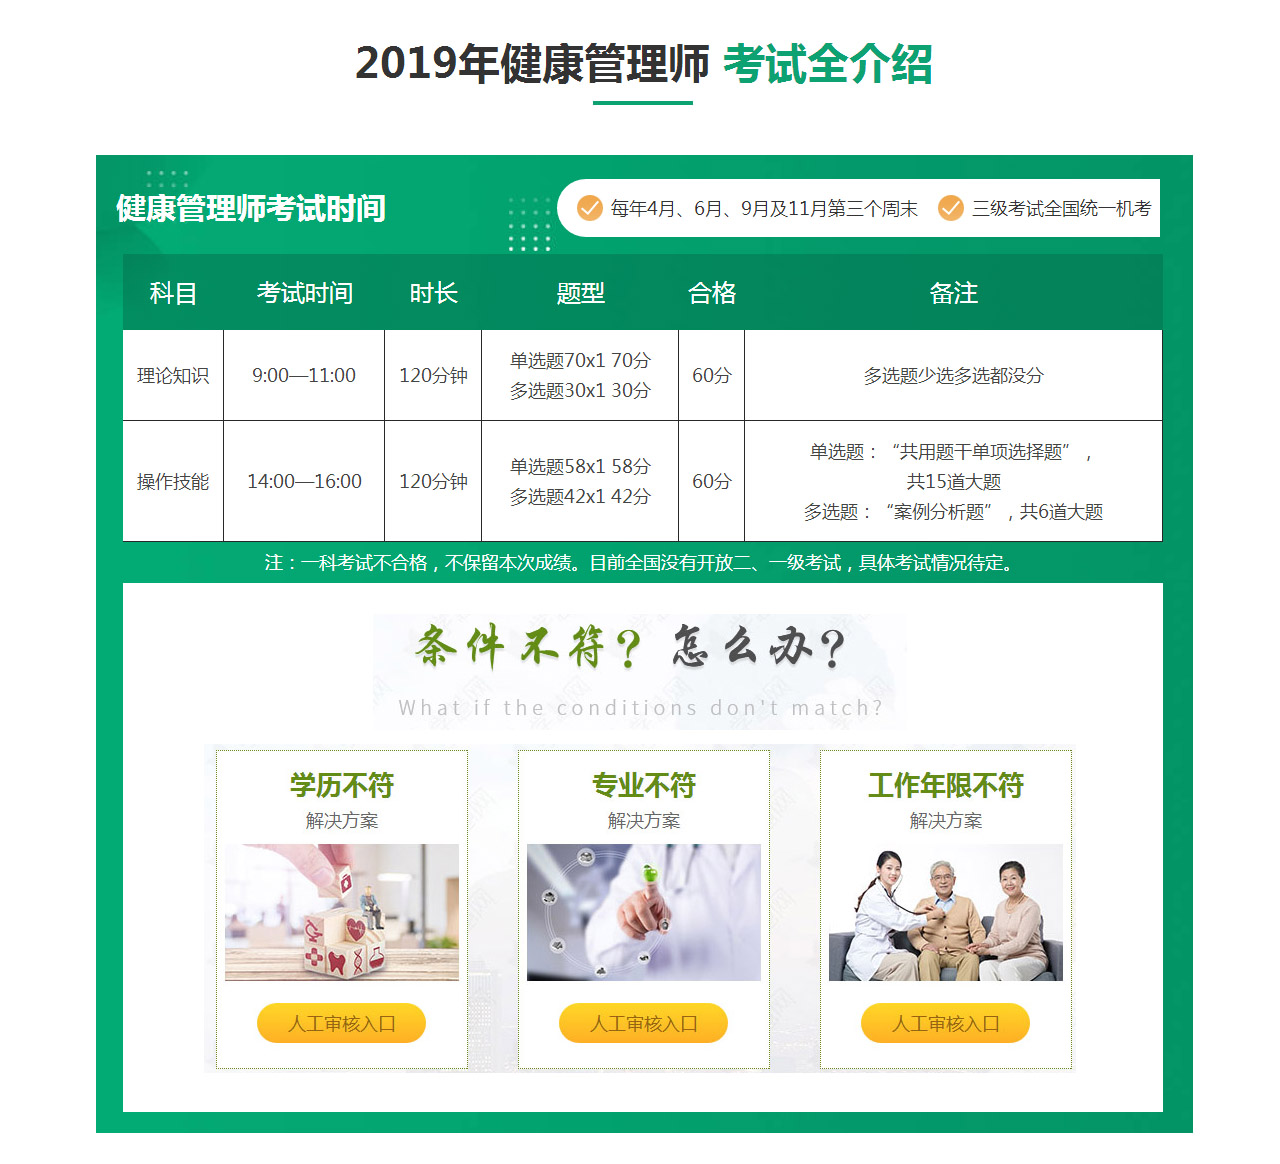 2019年健康管理师 考试全介绍
健康管理师考试时间
每年4月、6月、9月及11月第三个周末 三级考试全国统一机考
科目 考试时间 时长 题型 合格 备注
理论知识 9:00—11:00 120分钟 单选题70x1 70分 60分 多选题少选多选都没分
多选题30x1 30分
操作技能 14:00—16:00 120分钟 单选题58x1 58分 60分 单选题：“共用题干单项选择题”，
多选题42x1 42分 共15道大题
多选题：“案例分析题”，共6道大题
注：一科考试不合格，不保留本次成绩。目前全国没有开放二、一级考试，具体考试情况待定。
条件不符？怎么办？
What if the conditions don't match?
学历不符 专业不符 工作年限不符
解决方案 解决方案 解决方案
人工审核入口 人工审核入口 人工审核入口